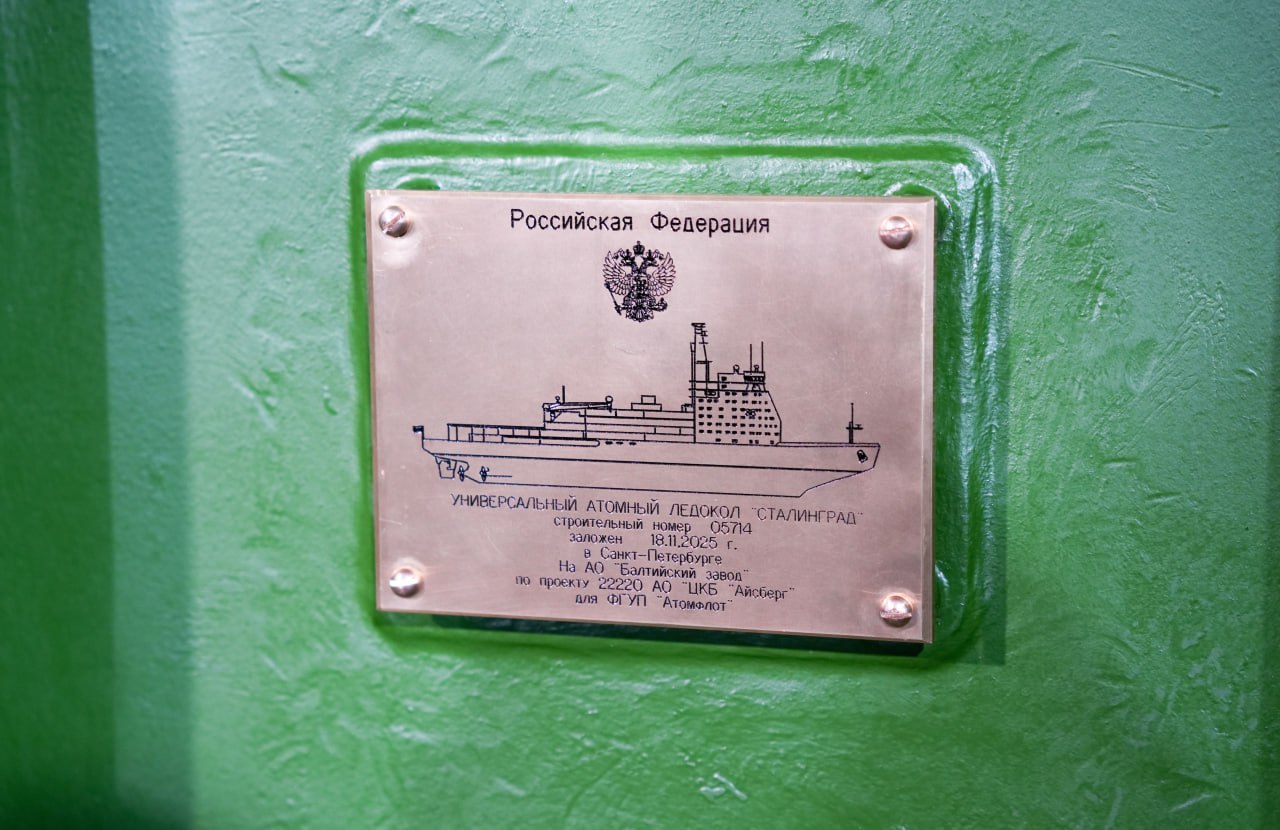 Российская Федерация
УНИВЕРСАЛЬНЫЙ АТОМНЫЙ ЛЕДОКОЛ "СТАЛИНГРАД"
строительный номер 05714
заложен 18.11.2025 г.
в Санкт-Петербурге
На АО "Балтийский завод"
по проекту 22220 АО "ЦКБ "Айсберг"
для ФГУП "Атомфлот"